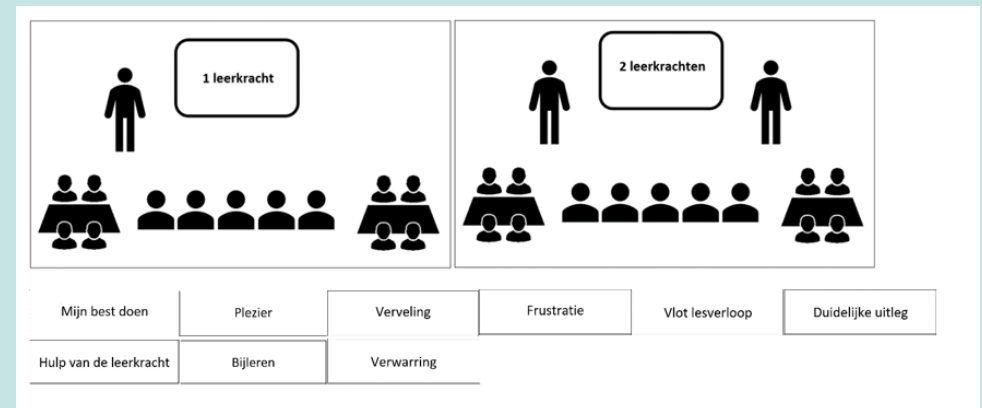 1 leerkracht
2 leerkrachten
Mijn best doen
Plezier
Verveling
Frustratie
Vlot lesverloop
Duidelijke uitleg
Hulp van de leerkracht
Bijleren
Verwarring